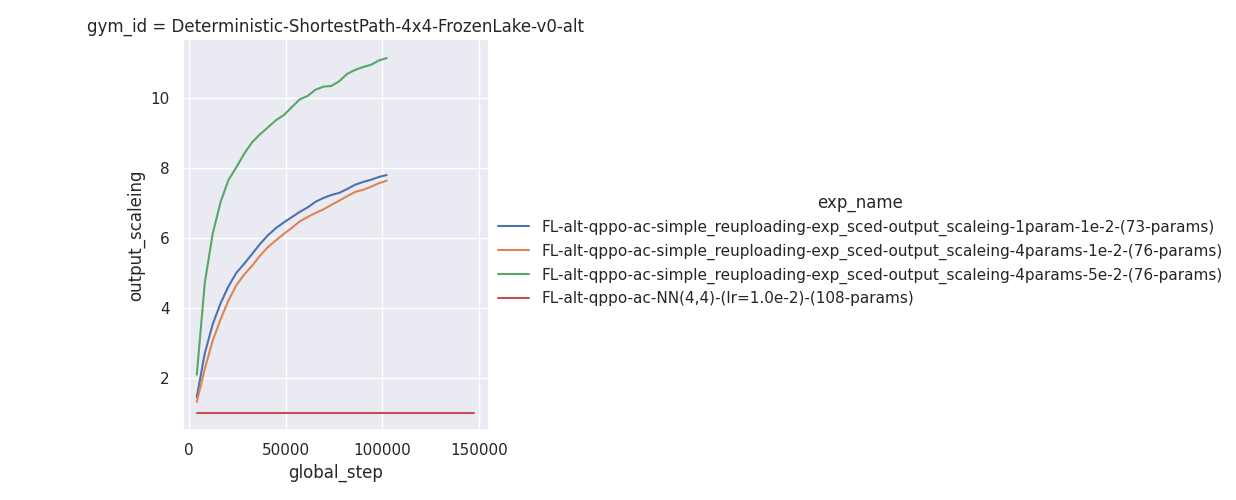 gym_id = Deterministic-ShortestPath-4x4-FrozenLake-v0-alt
10
8
6
4
2
output_scaleing
0
50000
100000
150000
global_step
exp_name
FL-alt-qppo-ac-simple_reuploading-exp_sced-output_scaleing-1param-1e-2-(73-params)
FL-alt-qppo-ac-simple_reuploading-exp_sced-output_scaleing-4params-1e-2-(76-params)
FL-alt-qppo-ac-simple_reuploading-exp_sced-output_scaleing-4params-5e-2-(76-params)
FL-alt-qppo-ac-NN(4,4)-(lr=1.0e-2)-(108-params)